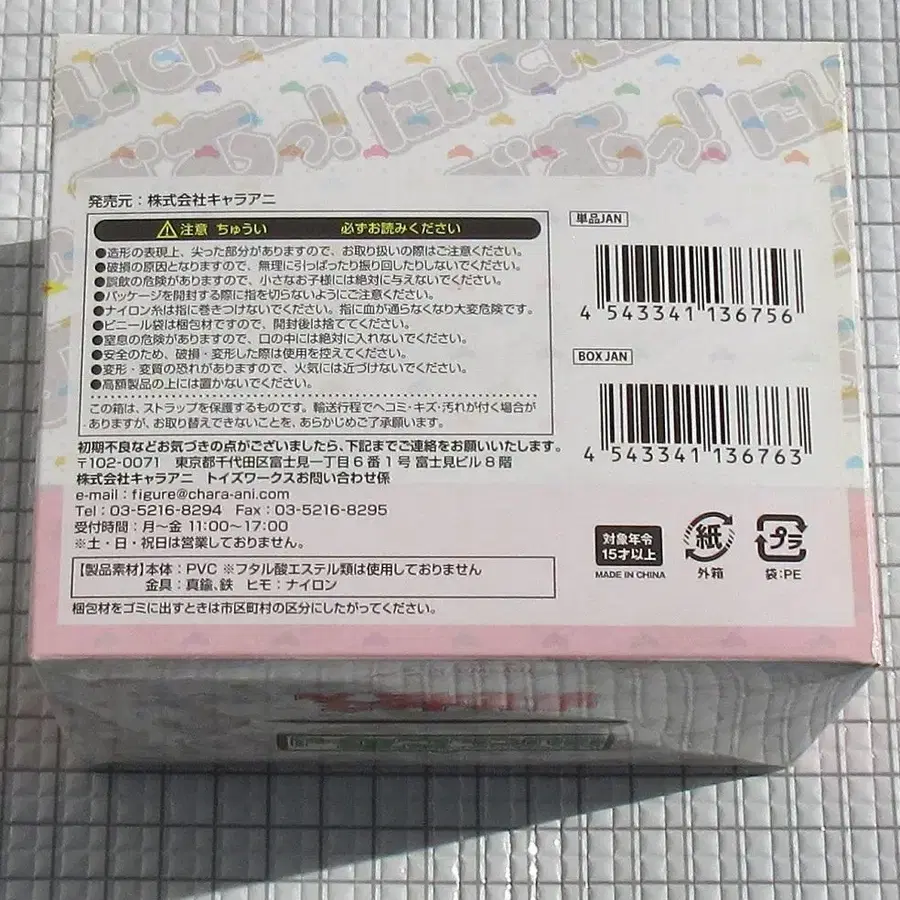 発売元：株式会社キャラアニ
注意 ちゅうい 必ずお読みください
●造形の表現上、尖った部分がありますので、お取り扱いの際はご注意ください。
●破損の原因となりますので、無理に引っぱったり振り回したりしないでください。
●誤飲の危険がありますので、小さなお子様には絶対に与えないでください。
●パッケージを開封する際に指を切らないようにご注意ください。
●ナイロン糸は指に巻きつけないでください。指に血が通らなくなり大変危険です。
●ビニール袋は梱包材ですので、開封後は捨ててください。
●窒息の危険がありますので、口の中には絶対に入れないでください。
●安全のため、破損・変形した際は使用を控えてください。
●変形・変質の恐れがありますので、火気には近づけないでください。
●高額製品の上には置かないでください。
この箱は、ストラップを保護するものです。輸送行程でヘコミ・キズ・汚れが付く場合が
ありますが、お取り替えできないことを、あらかじめご了承願います。
初期不良などお気づきの点がございましたら、下記までご連絡をお願いいたします。
〒102-0071 東京都千代田区富士見一丁目6番1号 富士見ビル8階
株式会社キャラアニ トイズワークスお問い合わせ係
e-mail：figure@chara-ani.com
Tel：03-5216-8294 Fax：03-5216-8295
受付時間：月〜金 11:00〜17:00
※土・日・祝日は営業しておりません。
【製品素材】本体：PVC ※フタル酸エステル類は使用しておりません
金具：真鍮、鉄 ヒモ：ナイロン
梱包材をゴミに出すときは市区町村の区分にしたがってください。
単品JAN
4 543341 136756
BOX JAN
4 543341 136763
対象年令
15才以上
MADE IN CHINA
紙
外箱
プラ
袋：PE